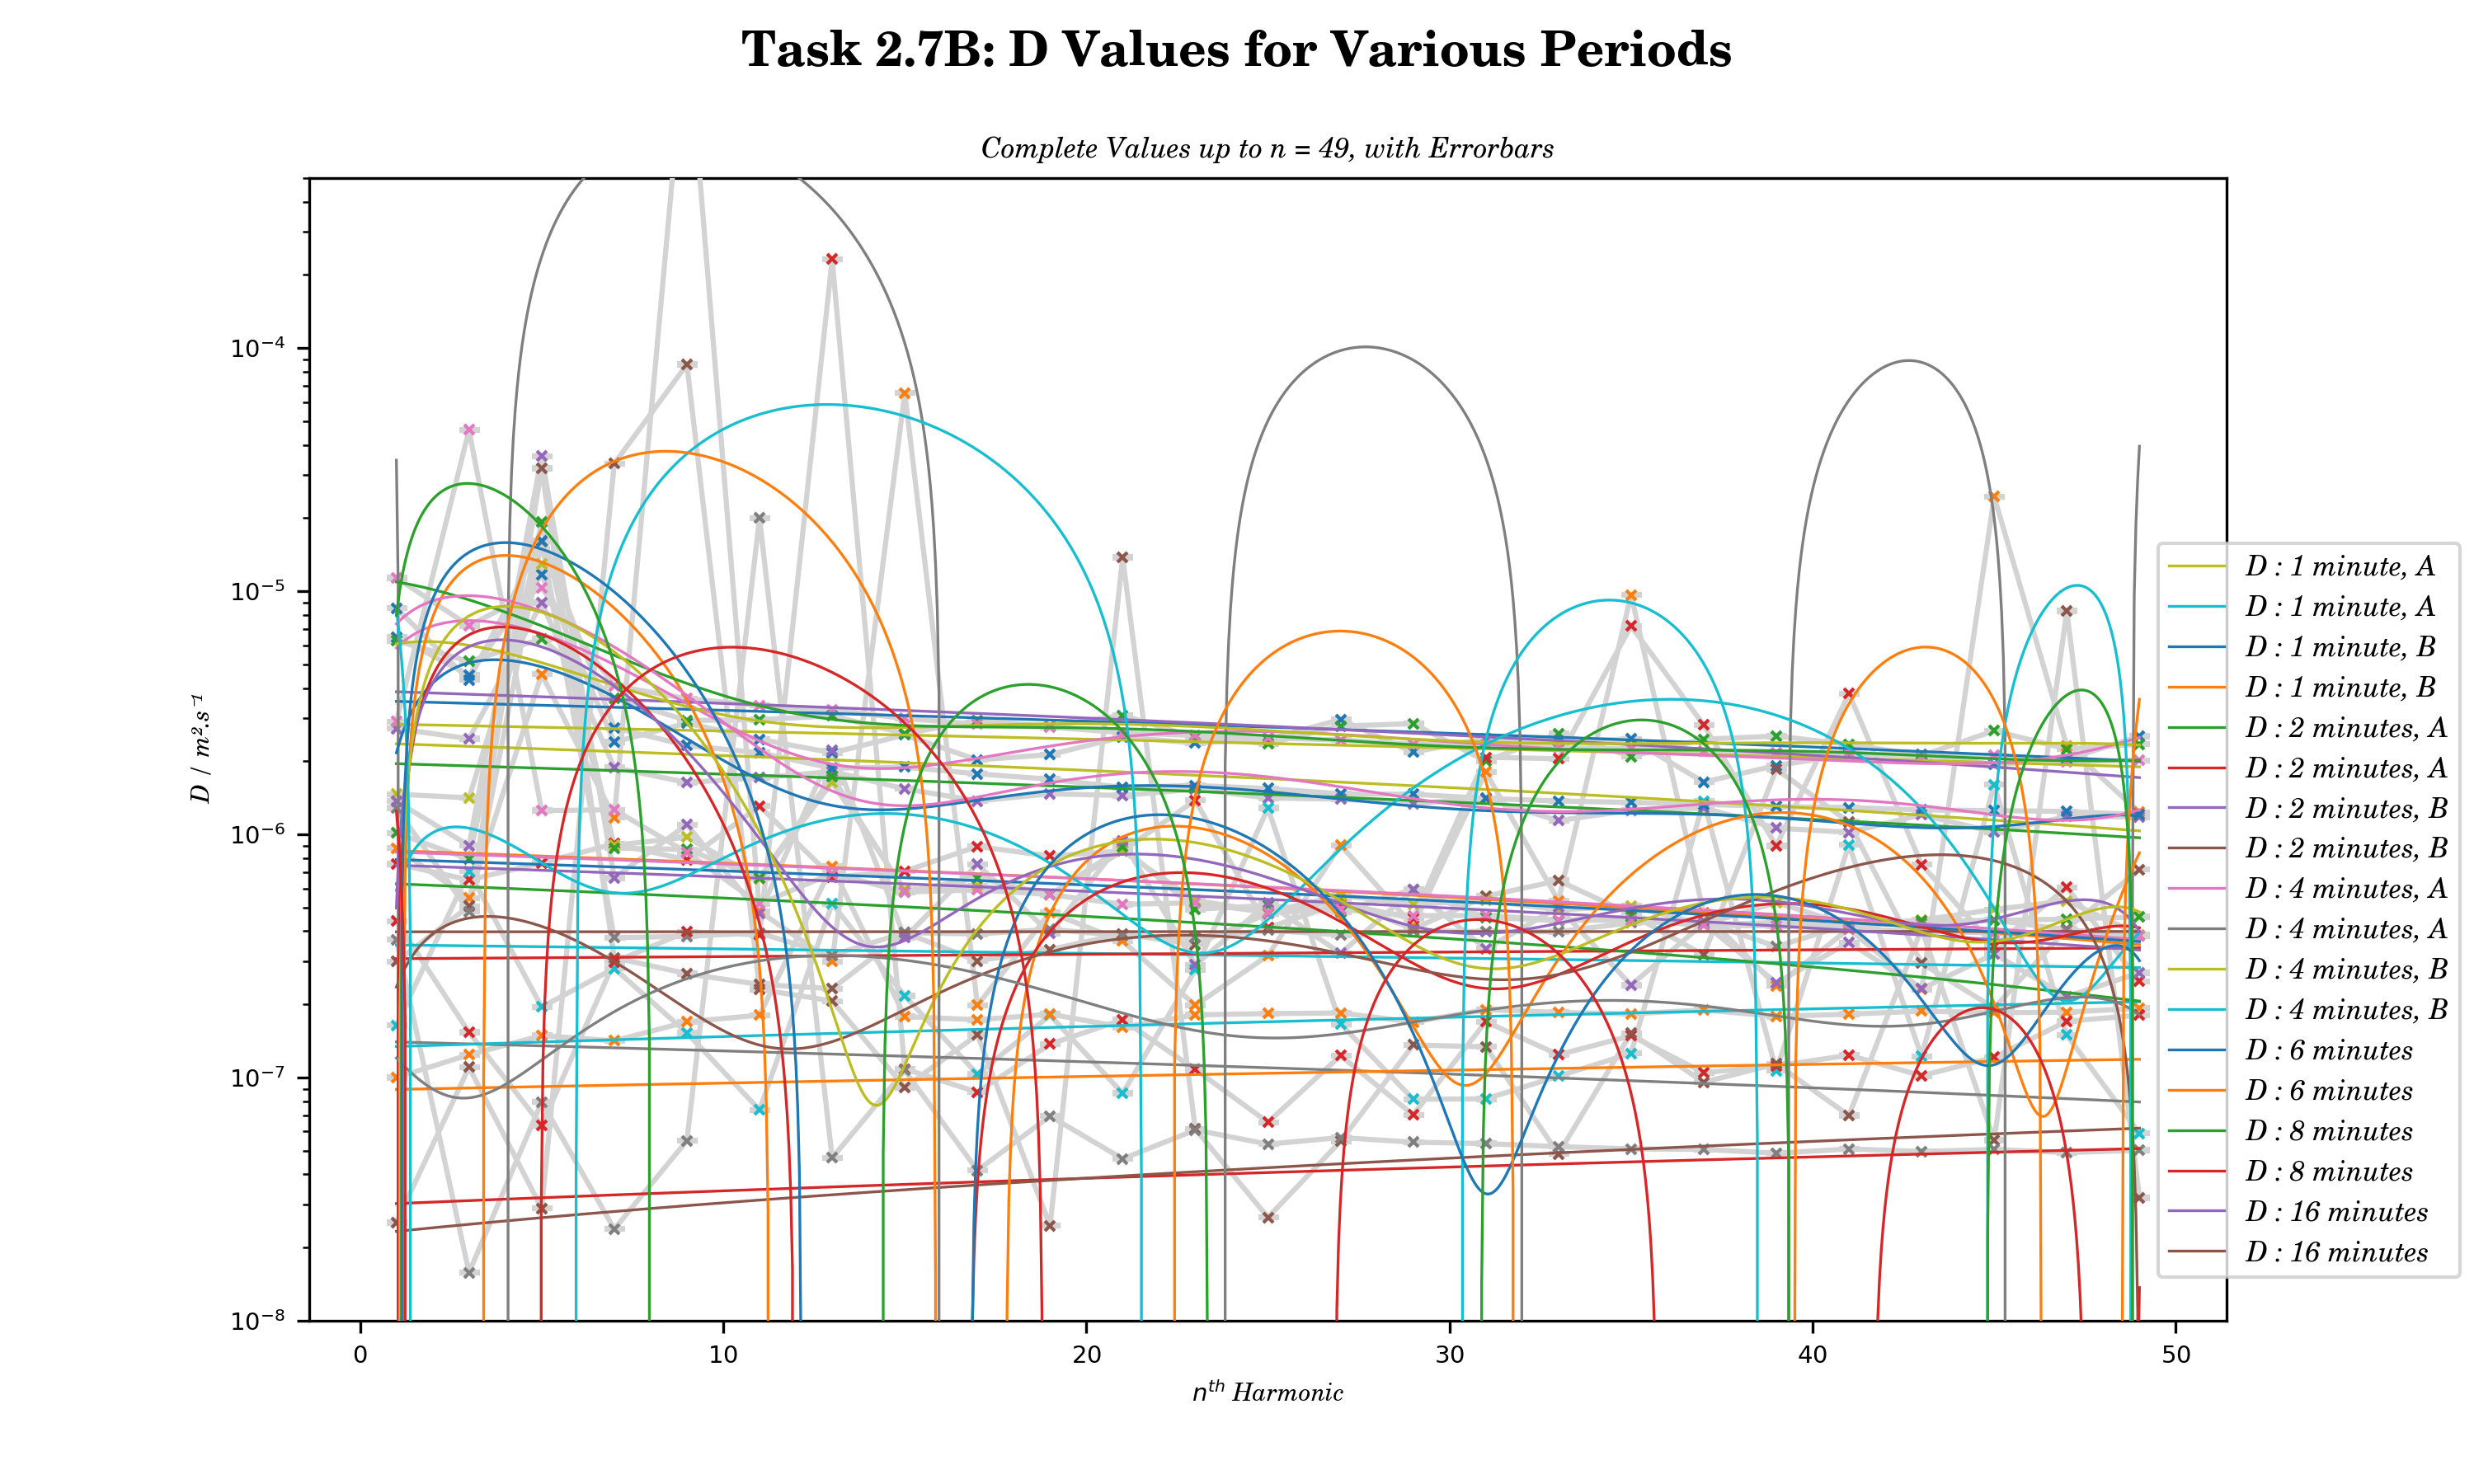 Task 2.7B: D Values for Various Periods
Complete Values up to n = 49, with Errorbars
D / m².s⁻¹
10⁻⁴
10⁻⁵
10⁻⁶
10⁻⁷
10⁻⁸
0 10 20 30 40 50
nᵗʰ Harmonic
D : 1 minute, A
D : 1 minute, A
D : 1 minute, B
D : 1 minute, B
D : 2 minutes, A
D : 2 minutes, A
D : 2 minutes, B
D : 2 minutes, B
D : 4 minutes, A
D : 4 minutes, A
D : 4 minutes, B
D : 4 minutes, B
D : 6 minutes
D : 6 minutes
D : 8 minutes
D : 8 minutes
D : 16 minutes
D : 16 minutes